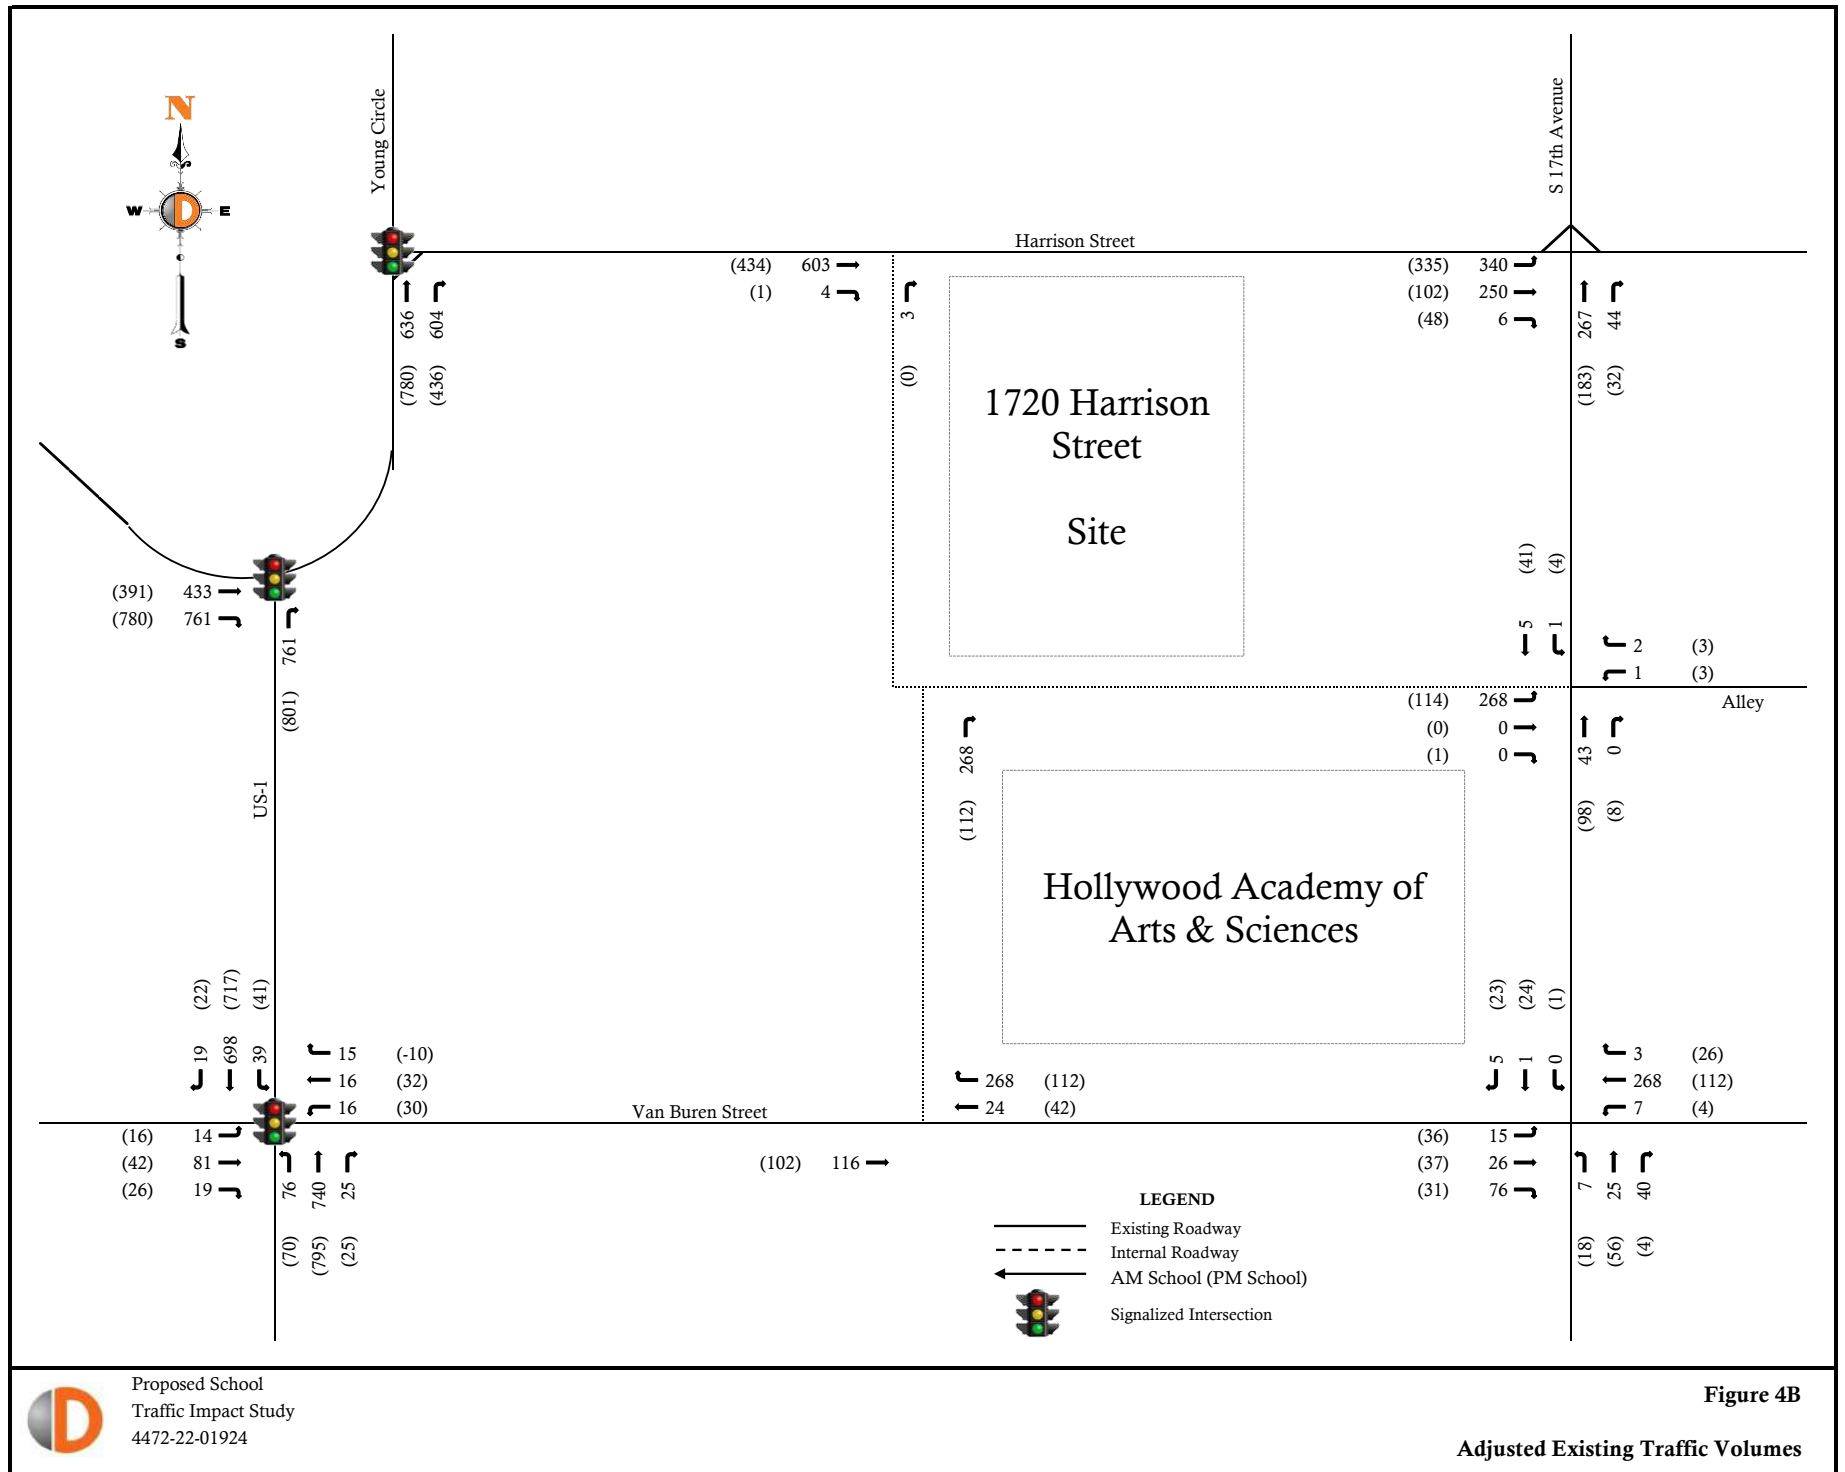 N
W
E
S
D
Young Circle
S 17th Avenue
Harrison Street
(434) 603
(1) 4
3
(0)
(335) 340
(102) 250
(48) 6
267 44
(183) (32)
636 604
(780) (436)
1720 Harrison
Street
Site
(391) 433
(780) 761
761
(801)
US-1
(41) (4)
5 1
2 (3)
1 (3)
Alley
(114) 268
(0) 0
(1) 0
43 0
(98) (8)
268
(112)
Hollywood Academy of
Arts & Sciences
(22) (717) (41)
19 698 39
15 (-10)
16 (32)
16 (30)
Van Buren Street
268 (112)
24 (42)
(23) (24) (1)
5 1 0
3 (26)
268 (112)
7 (4)
(16) 14
(42) 81
(26) 19
76 740 25
(70) (795) (25)
(102) 116
(36) 15
(37) 26
(31) 76
7 25 40
(18) (56) (4)
LEGEND
Existing Roadway
Internal Roadway
AM School (PM School)
Signalized Intersection
D
Proposed School
Traffic Impact Study
4472-22-01924
Figure 4B
Adjusted Existing Traffic Volumes